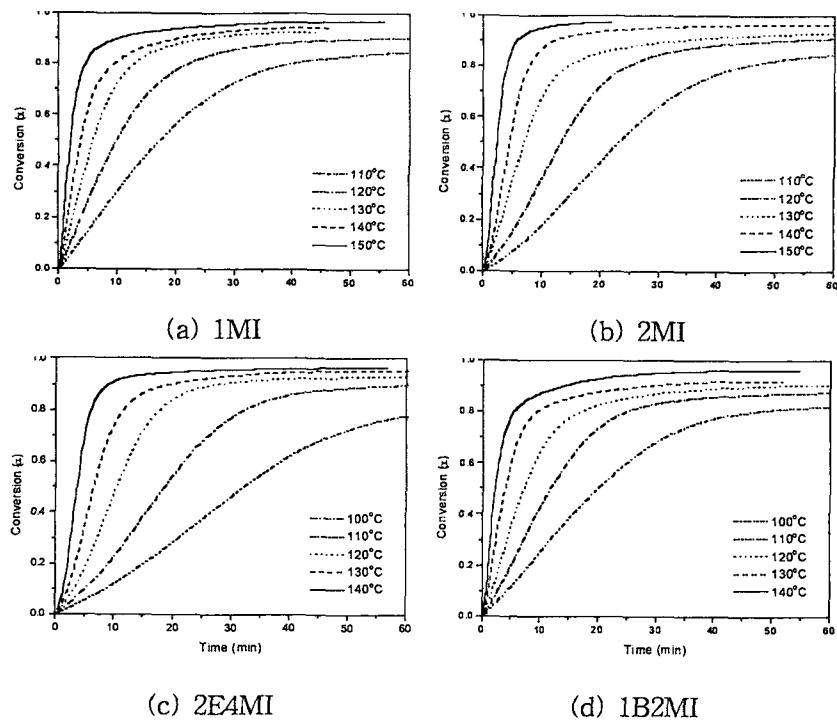 1.0
0.8
0.6
0.4
0.2
0.0
Conversion (α)
110°C
120°C
130°C
140°C
150°C
0 10 20 30 40 50 60
(a) 1MI
1.0
0.8
0.6
0.4
0.2
0.0
Conversion (α)
110°C
120°C
130°C
140°C
150°C
0 10 20 30 40 50 60
(b) 2MI
1.0
0.8
0.6
0.4
0.2
0.0
Conversion (α)
100°C
110°C
120°C
130°C
140°C
0 10 20 30 40 50 60
Time (min)
(c) 2E4MI
1.0
0.8
0.6
0.4
0.2
0.0
Conversion (α)
100°C
110°C
120°C
130°C
140°C
0 10 20 30 40 50 60
Time (min)
(d) 1B2MI